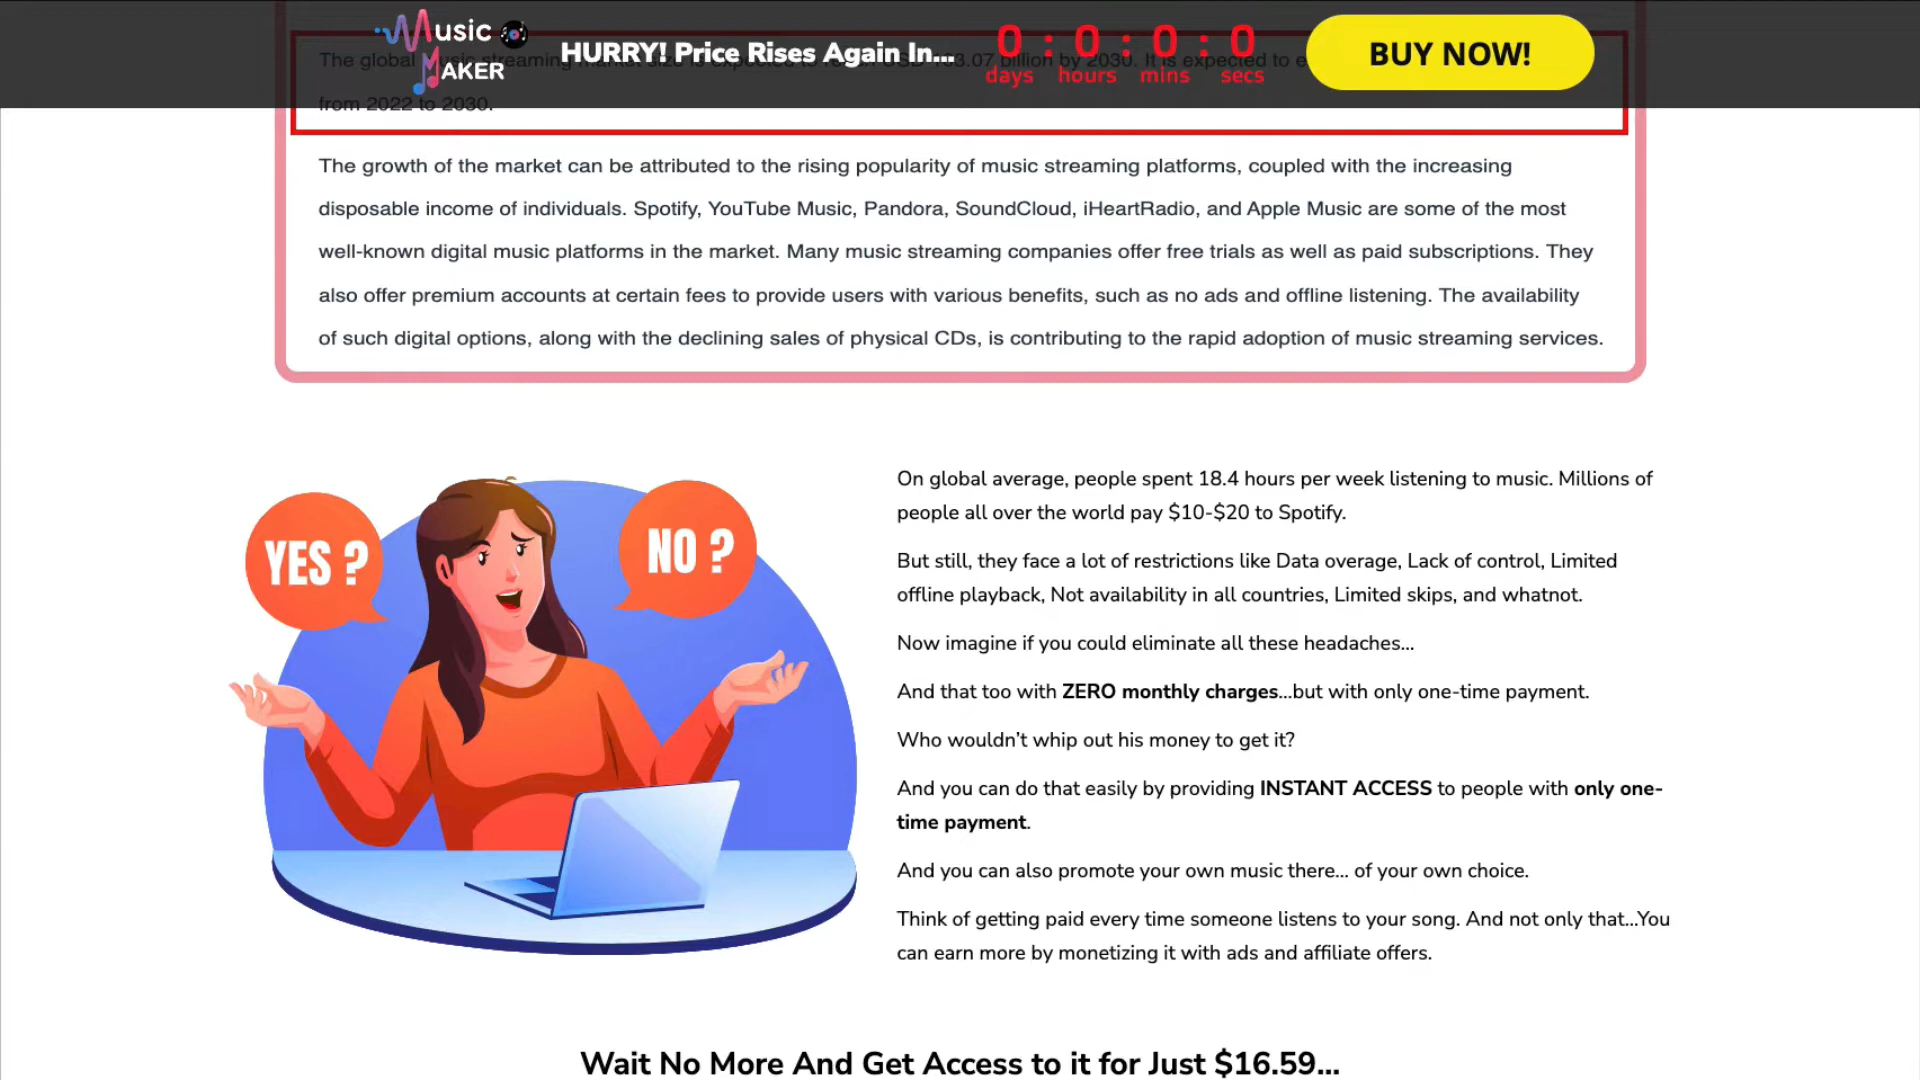 Music
MAKER
HURRY! Price Rises Again In...
0 : 0 : 0 : 0
days hours mins secs
BUY NOW!
The global
billion by 2030. It is expected to
from 2022 to 2030.
The growth of the market can be attributed to the rising popularity of music streaming platforms, coupled with the increasing
disposable income of individuals. Spotify, YouTube Music, Pandora, SoundCloud, iHeartRadio, and Apple Music are some of the most
well-known digital music platforms in the market. Many music streaming companies offer free trials as well as paid subscriptions. They
also offer premium accounts at certain fees to provide users with various benefits, such as no ads and offline listening. The availability
of such digital options, along with the declining sales of physical CDs, is contributing to the rapid adoption of music streaming services.
YES ?
NO ?
On global average, people spent 18.4 hours per week listening to music. Millions of
people all over the world pay $10-$20 to Spotify.
But still, they face a lot of restrictions like Data overage, Lack of control, Limited
offline playback, Not availability in all countries, Limited skips, and whatnot.
Now imagine if you could eliminate all these headaches...
And that too with ZERO monthly charges...but with only one-time payment.
Who wouldn't whip out his money to get it?
And you can do that easily by providing INSTANT ACCESS to people with only one-
time payment.
And you can also promote your own music there... of your own choice.
Think of getting paid every time someone listens to your song. And not only that...You
can earn more by monetizing it with ads and affiliate offers.
Wait No More And Get Access to it for Just $16.59...